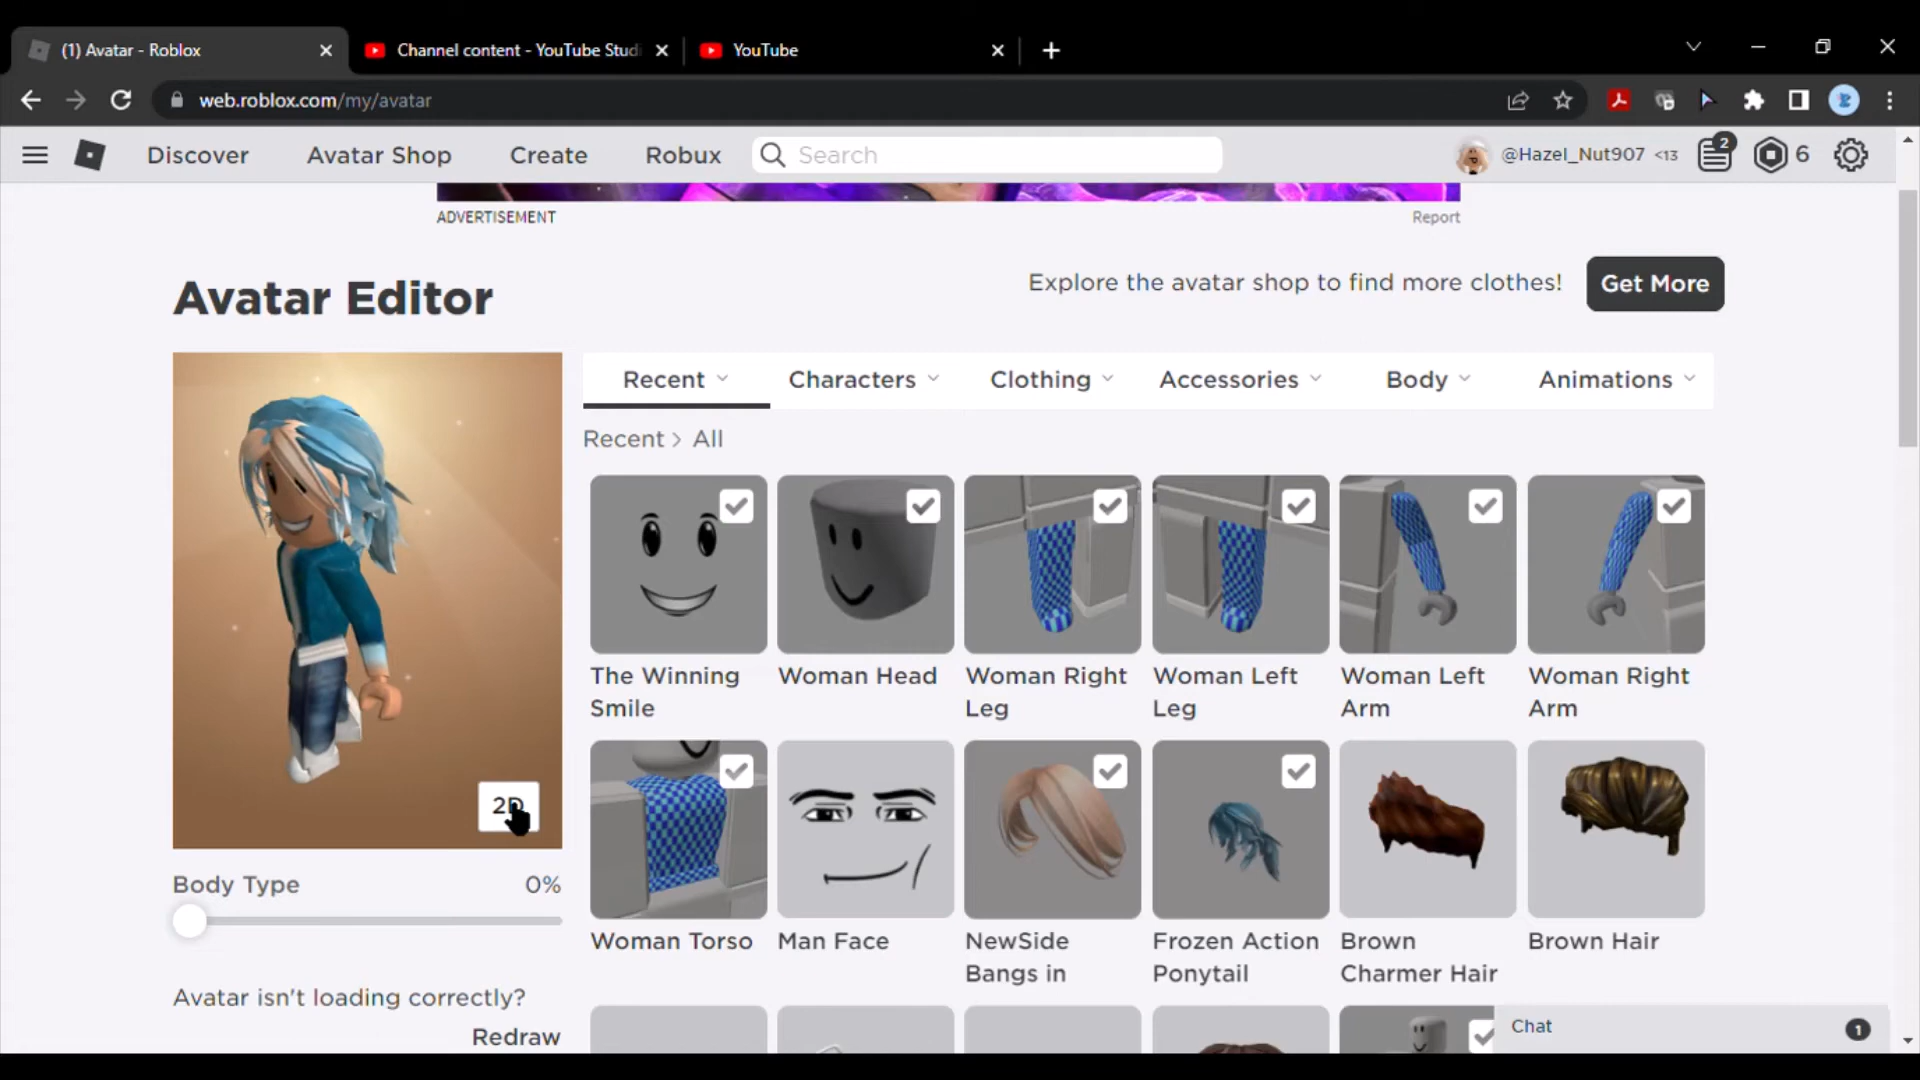 (1) Avatar - Roblox
Channel content - YouTube Stud
YouTube
web.roblox.com/my/avatar
Discover
Avatar Shop
Create
Robux
Search
@Hazel_Nut907 <13
2
6
ADVERTISEMENT
Report
Avatar Editor
Explore the avatar shop to find more clothes!
Get More
Recent
Characters
Clothing
Accessories
Body
Animations
Recent > All
The Winning Smile
Woman Head
Woman Right Leg
Woman Left Leg
Woman Left Arm
Woman Right Arm
2D
Woman Torso
Man Face
NewSide Bangs in
Frozen Action Ponytail
Brown Charmer Hair
Brown Hair
Body Type
0%
Avatar isn't loading correctly?
Redraw
Chat
1